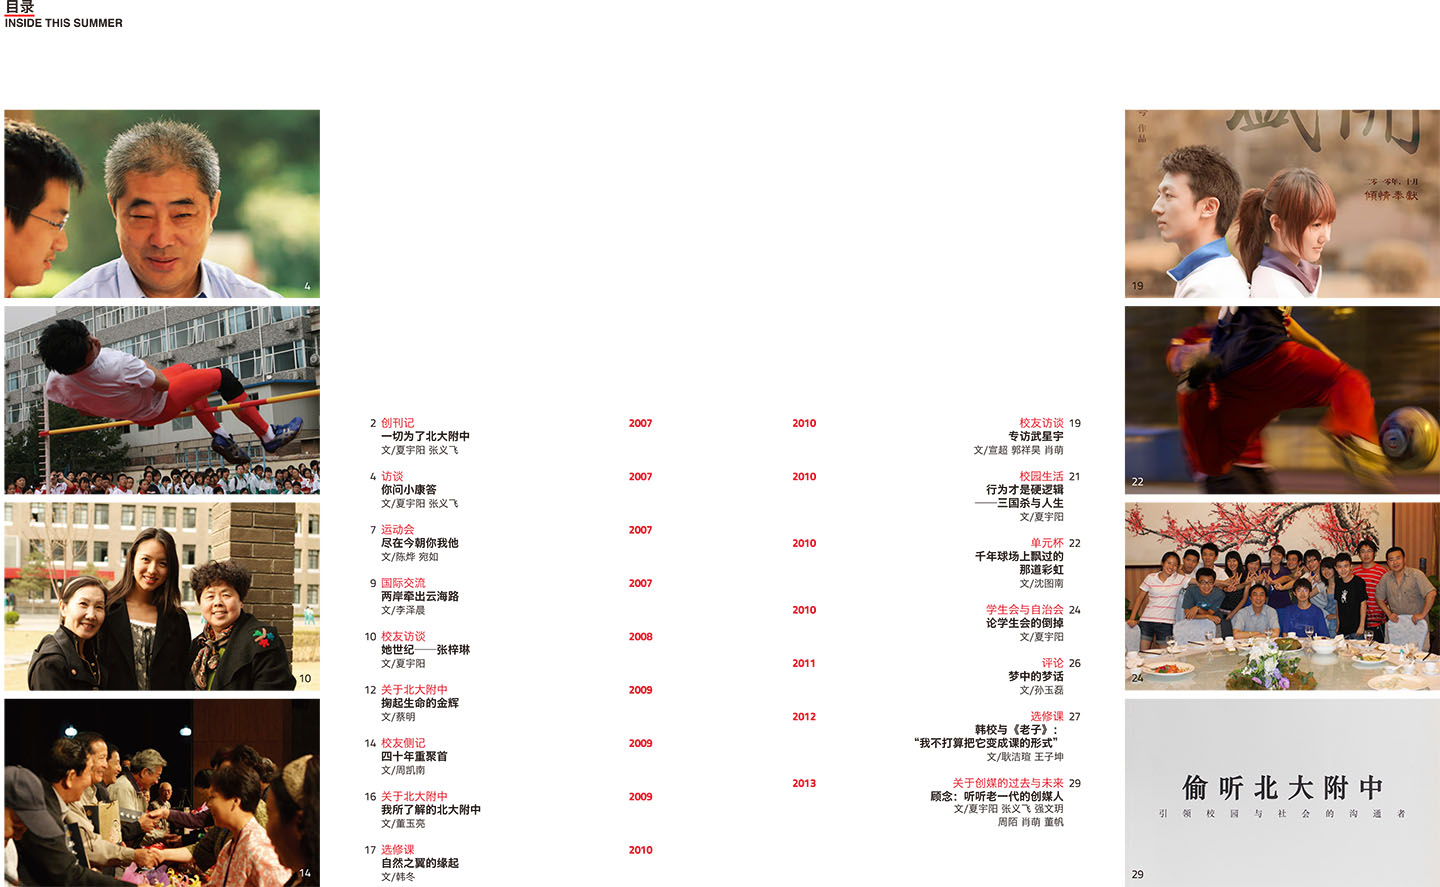 目录
INSIDE THIS SUMMER
4
10
14
2 创刊记 2007
一切为了北大附中
文/夏宇阳 张义飞
4 访谈 2007
你问小康答
文/夏宇阳 张义飞
7 运动会 2007
尽在今朝你我他
文/陈烨 宛如
9 国际交流 2007
两岸牵出云海路
文/李泽晨
10 校友访谈 2008
她世纪——张梓琳
文/夏宇阳
12 关于北大附中 2009
掬起生命的金辉
文/蔡明
14 校友侧记 2009
四十年重聚首
文/周凯南
16 关于北大附中 2009
我所了解的北大附中
文/董玉亮
17 选修课 2010
自然之翼的缘起
文/韩冬
2010 校友访谈 19
专访武星宇
文/宣超 郭祥昊 肖萌
2010 校园生活 21
行为才是硬逻辑
——三国杀与人生
文/夏宇阳
2010 单元杯 22
千年球场上飘过的
那道彩虹
文/沈图南
2010 学生会与自治会 24
论学生会的倒掉
文/夏宇阳
2011 评论 26
梦中的梦话
文/孙玉磊
2012 选修课 27
韩校与《老子》：
“我不打算把它变成课的形式”
文/耿洁瑄 王子坤
2013 关于创媒的过去与未来 29
顾念：听听老一代的创媒人
文/夏宇阳 张义飞 强文玥
周陌 肖萌 董帆
作品
二零一零年，十月
倾情奉献
19
22
24
偷听北大附中
引领校园与社会的沟通者
29